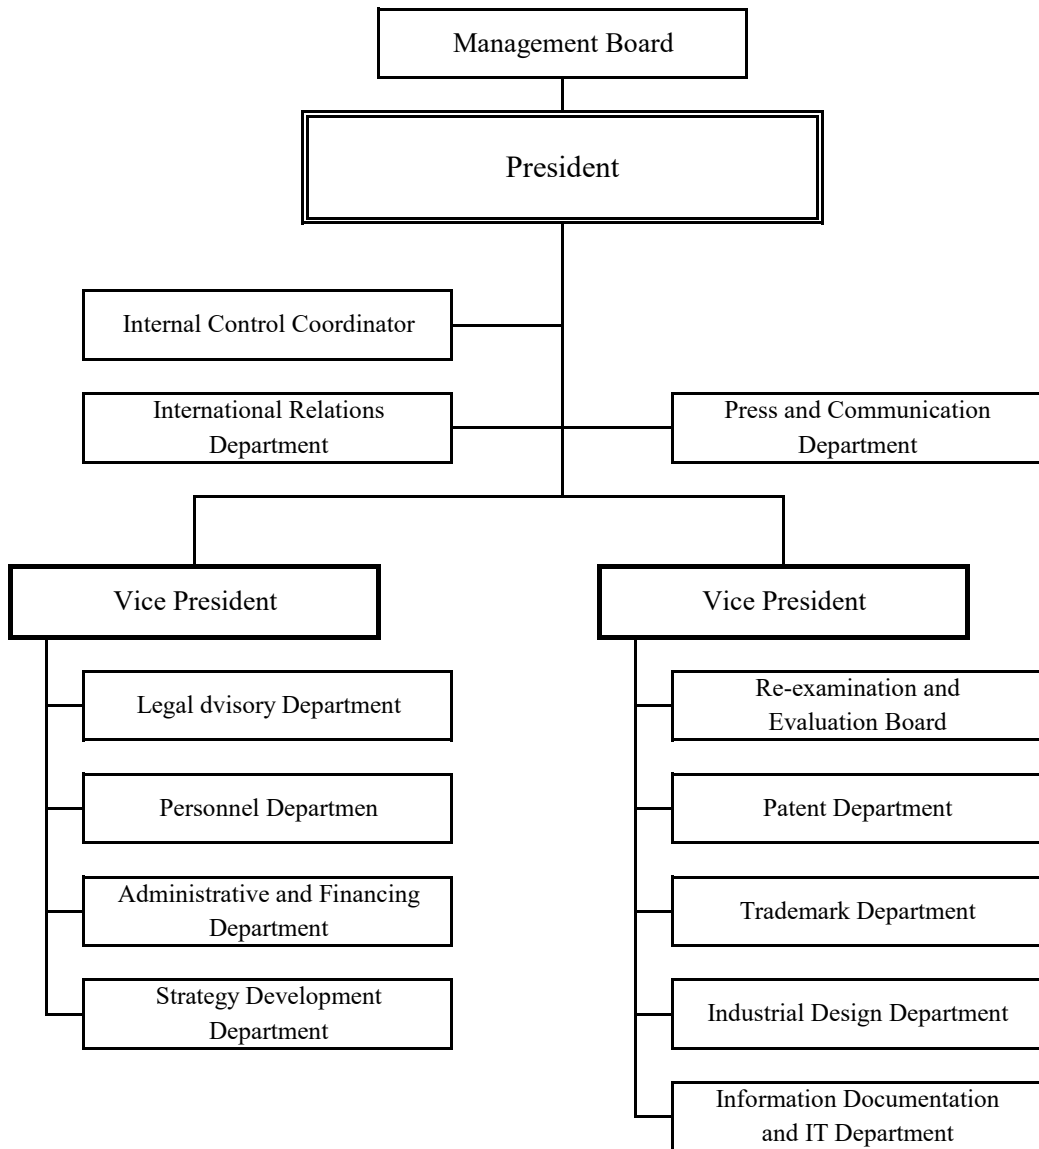 Management Board
President
Internal Control Coordinator
International Relations
Department
Press and Communication
Department
Vice President
Vice President
Legal dvisory Department
Personnel Departmen
Administrative and Financing
Department
Strategy Development
Department
Re-examination and
Evaluation Board
Patent Department
Trademark Department
Industrial Design Department
Information Documentation
and IT Department